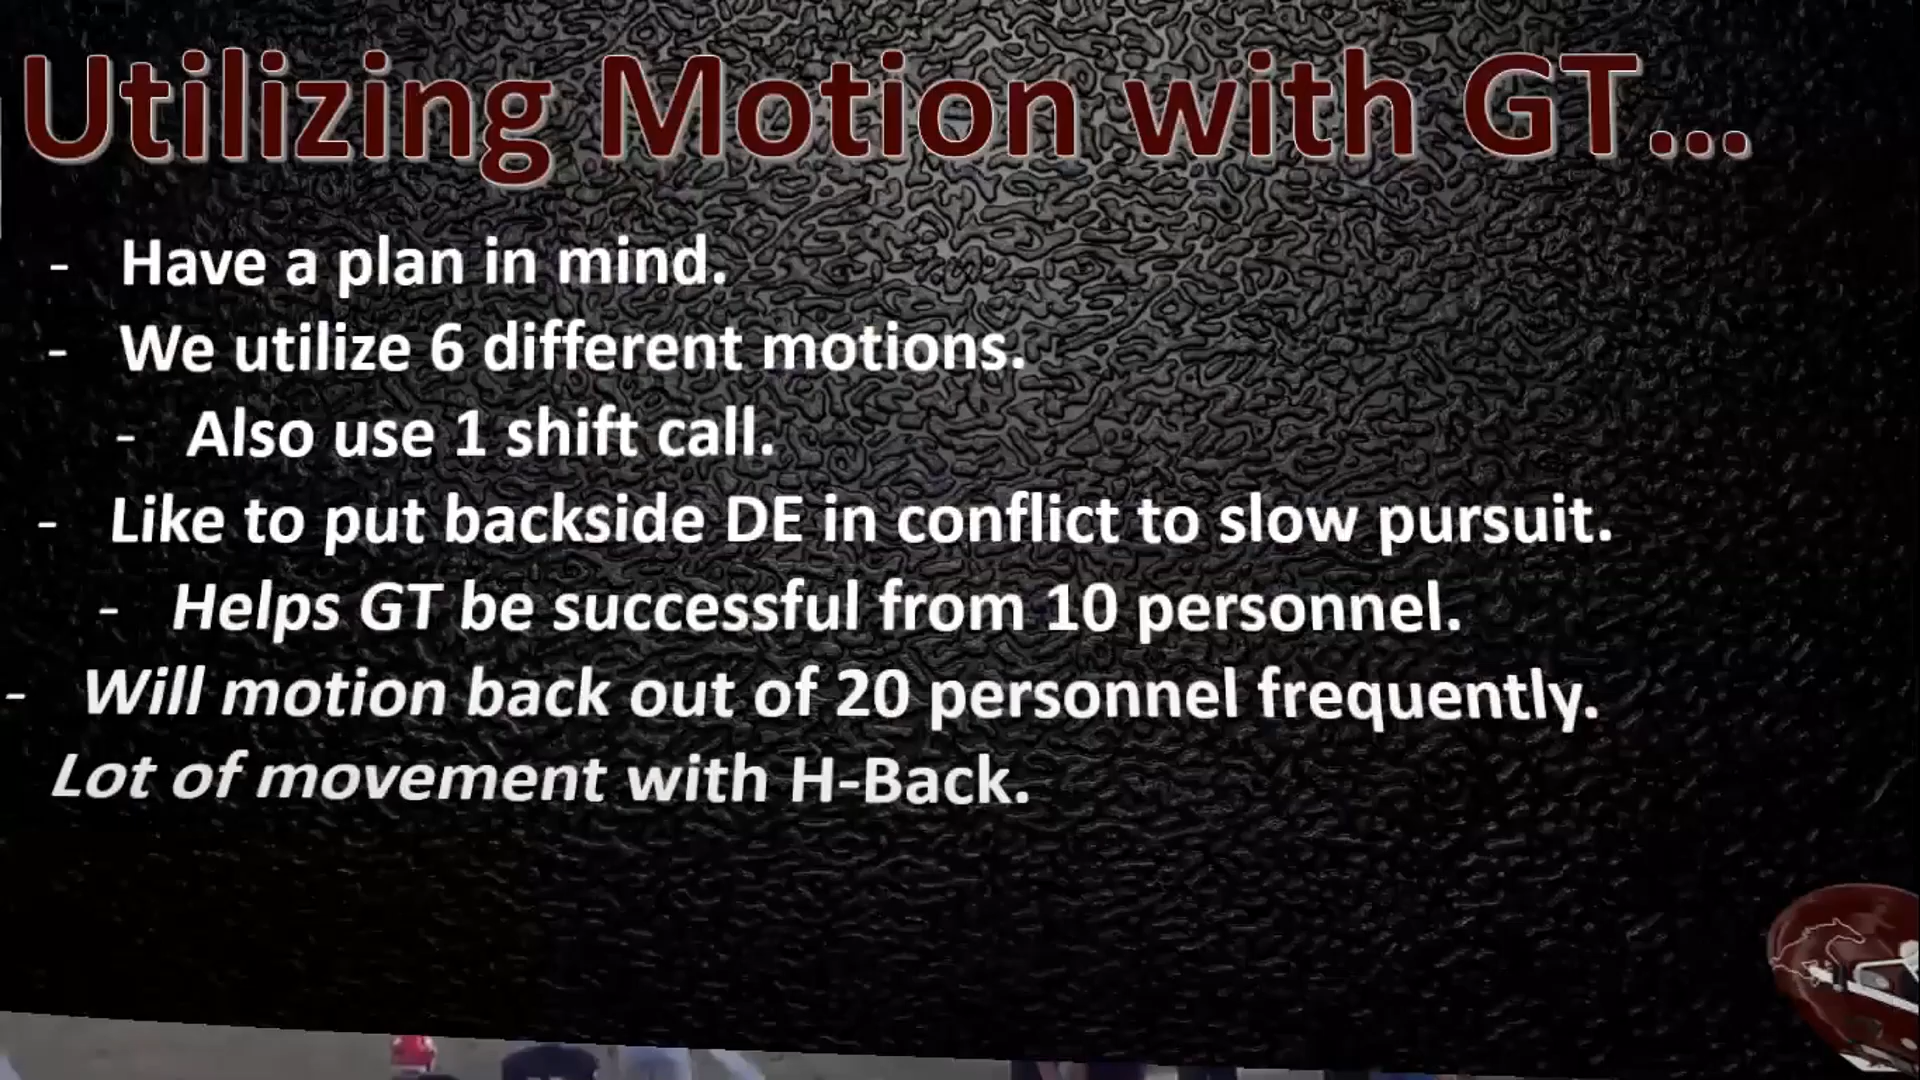 Utilizing Motion with GT...
- Have a plan in mind.
- We utilize 6 different motions.
- Also use 1 shift call.
- Like to put backside DE in conflict to slow pursuit.
- Helps GT be successful from 10 personnel.
- Will motion back out of 20 personnel frequently.
Lot of movement with H-Back.